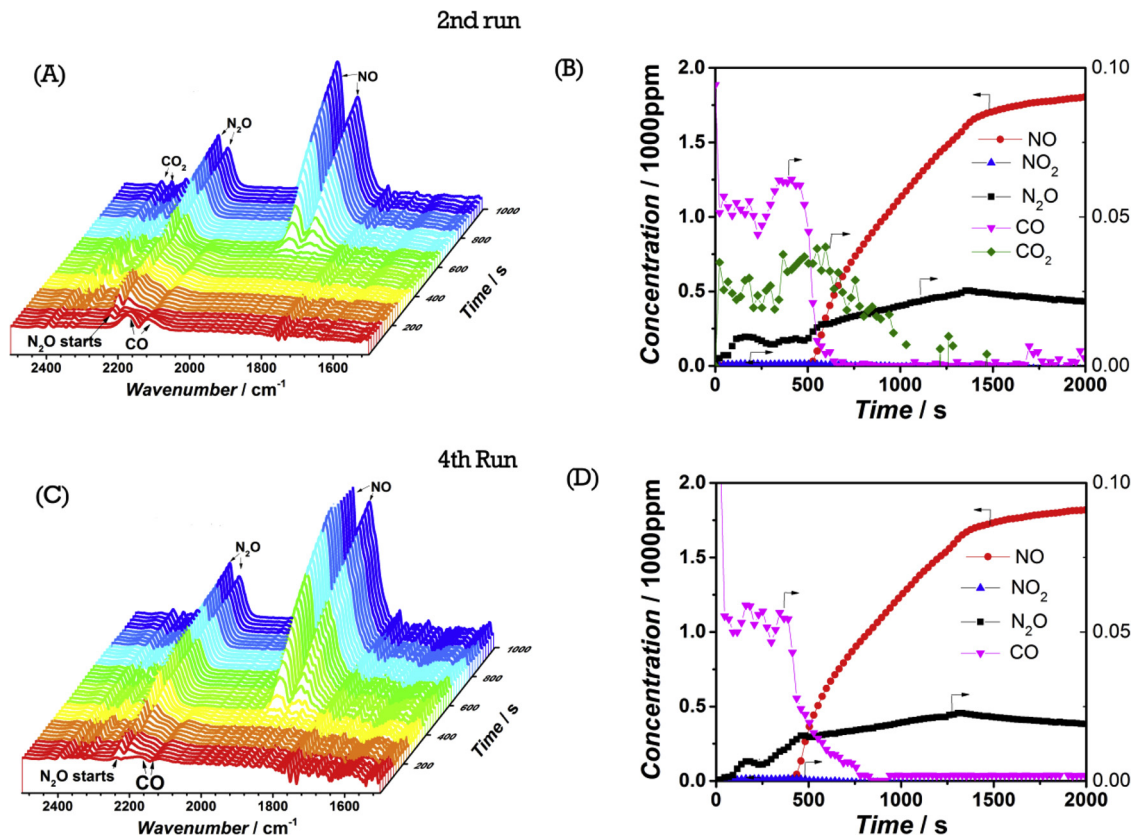 2nd run
(A)
NO
N2O
CO2
1000
800
600
400
200
Time / s
N2O starts
CO
2400 2200 2000 1800 1600
Wavenumber / cm-1
(B)
2.0
1.5
1.0
0.5
0.0
Concentration / 1000ppm
0.10
0.05
0.00
NO
NO2
N2O
CO
CO2
0 500 1000 1500 2000
Time / s
4th Run
(C)
NO
N2O
1000
800
600
400
200
Time / s
N2O starts
CO
2400 2200 2000 1800 1600
Wavenumber / cm-1
(D)
2.0
1.5
1.0
0.5
0.0
Concentration / 1000ppm
0.10
0.05
0.00
NO
NO2
N2O
CO
0 500 1000 1500 2000
Time / s